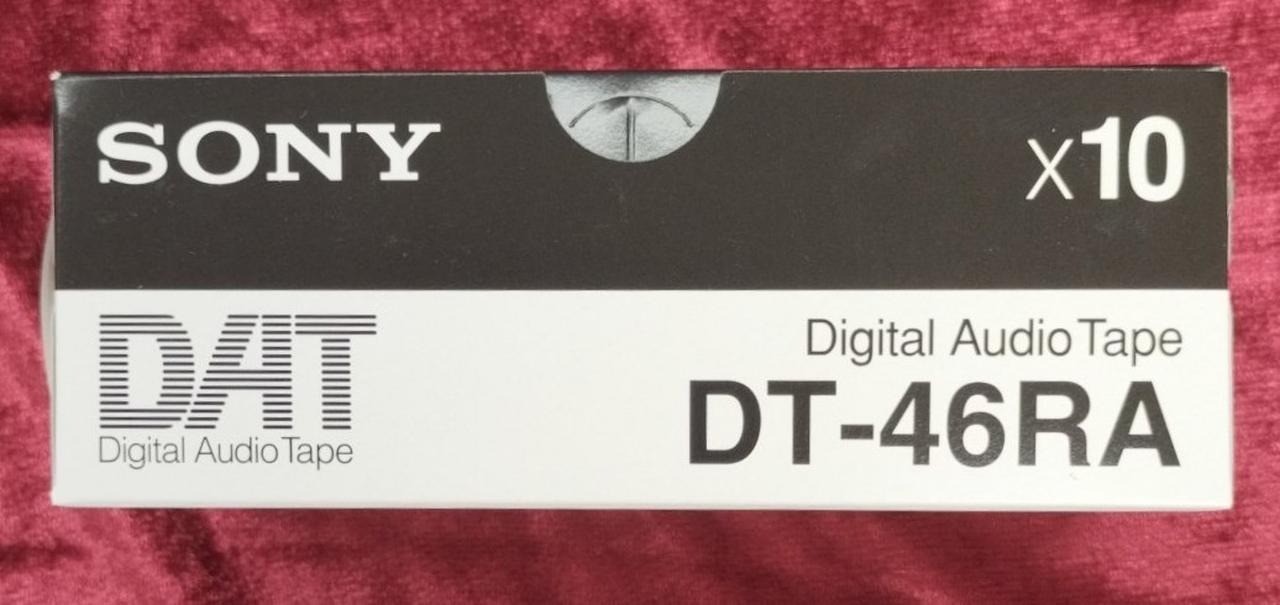 SONY
x10
DAT
Digital Audio Tape
Digital Audio Tape
DT-46RA